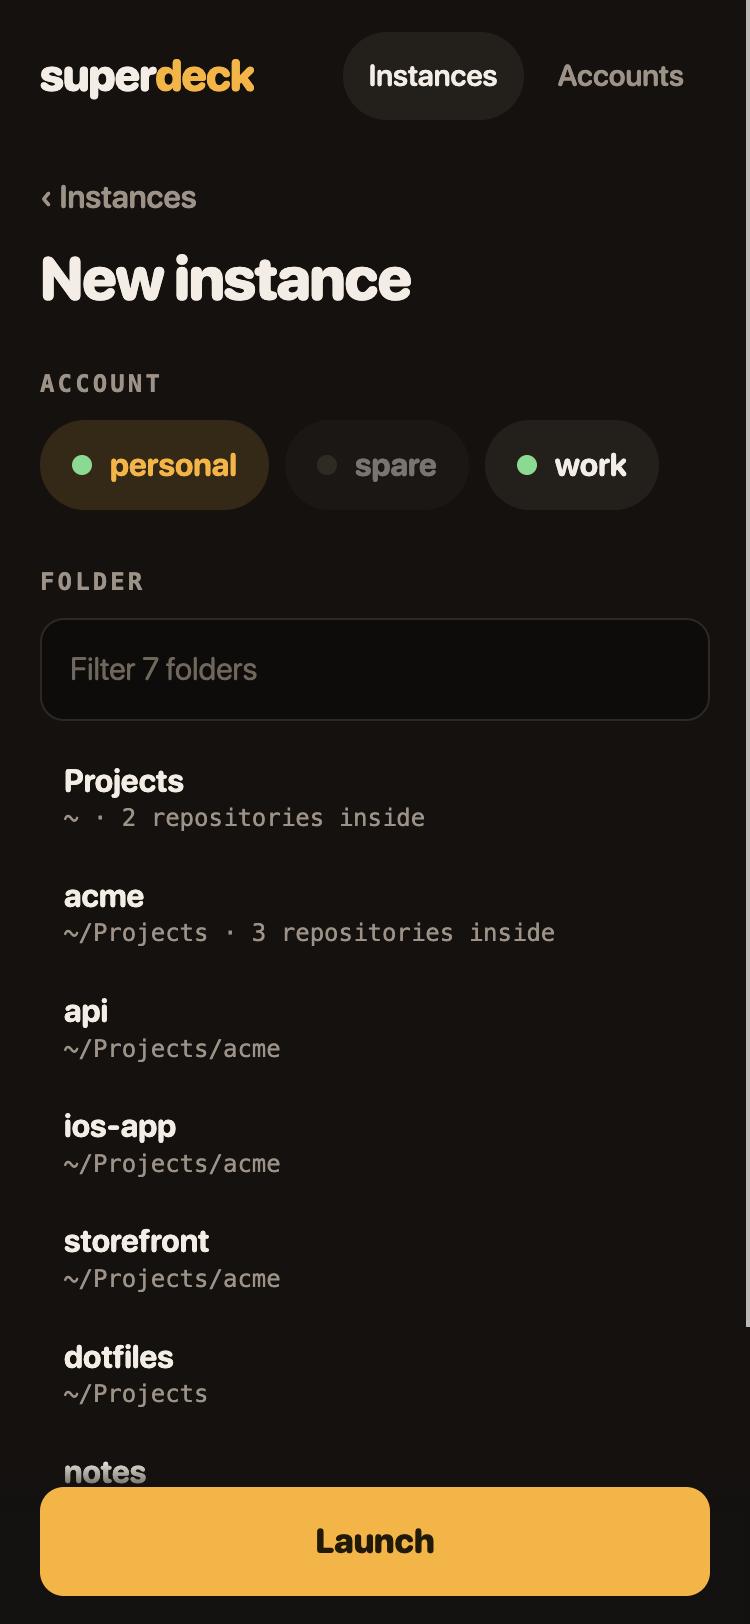 superdeck
Instances
Accounts
‹ Instances
New instance
ACCOUNT
personal
spare
work
FOLDER
Filter 7 folders
Projects
~ · 2 repositories inside
acme
~/Projects · 3 repositories inside
api
~/Projects/acme
ios-app
~/Projects/acme
storefront
~/Projects/acme
dotfiles
~/Projects
notes
Launch